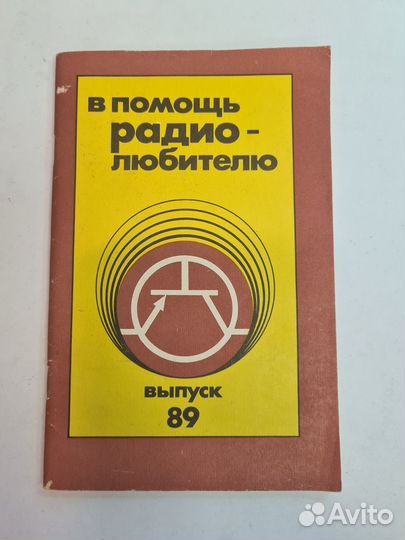 в помощь
радио-
любителю
выпуск
89
Avito